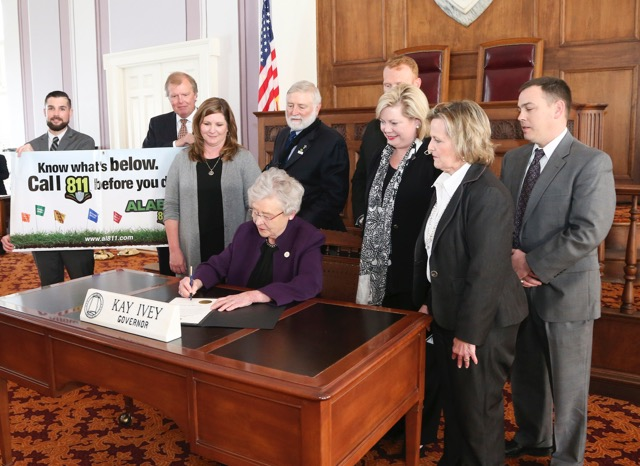 Know what's below.
Call 811 before you d
ALAB
www.al811.com
KAY IVEY
GOVERNOR